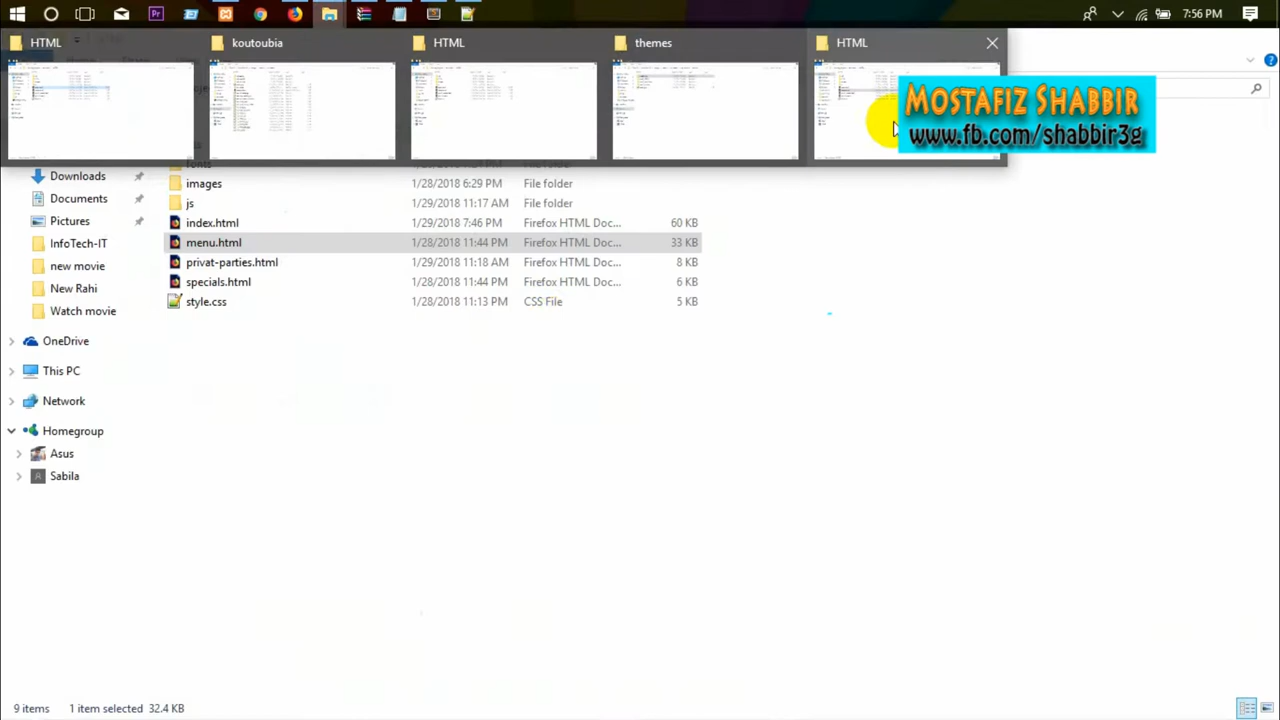 7:56 PM
HTML
koutoubia
HTML
themes
HTML
MOSTAFIZ SHABBIR
www.fb.com/shabbir3g
fonts File folder
Downloads
images 1/28/2018 6:29 PM File folder
Documents
js 1/29/2018 11:17 AM File folder
Pictures
index.html 1/29/2018 7:46 PM Firefox HTML Doc... 60 KB
InfoTech-IT
menu.html 1/28/2018 11:44 PM Firefox HTML Doc... 33 KB
new movie
privat-parties.html 1/29/2018 11:18 AM Firefox HTML Doc... 8 KB
New Rahi
specials.html 1/28/2018 11:44 PM Firefox HTML Doc... 6 KB
Watch movie
style.css 1/28/2018 11:13 PM CSS File 5 KB
OneDrive
This PC
Network
Homegroup
Asus
Sabila
9 items 1 item selected 32.4 KB